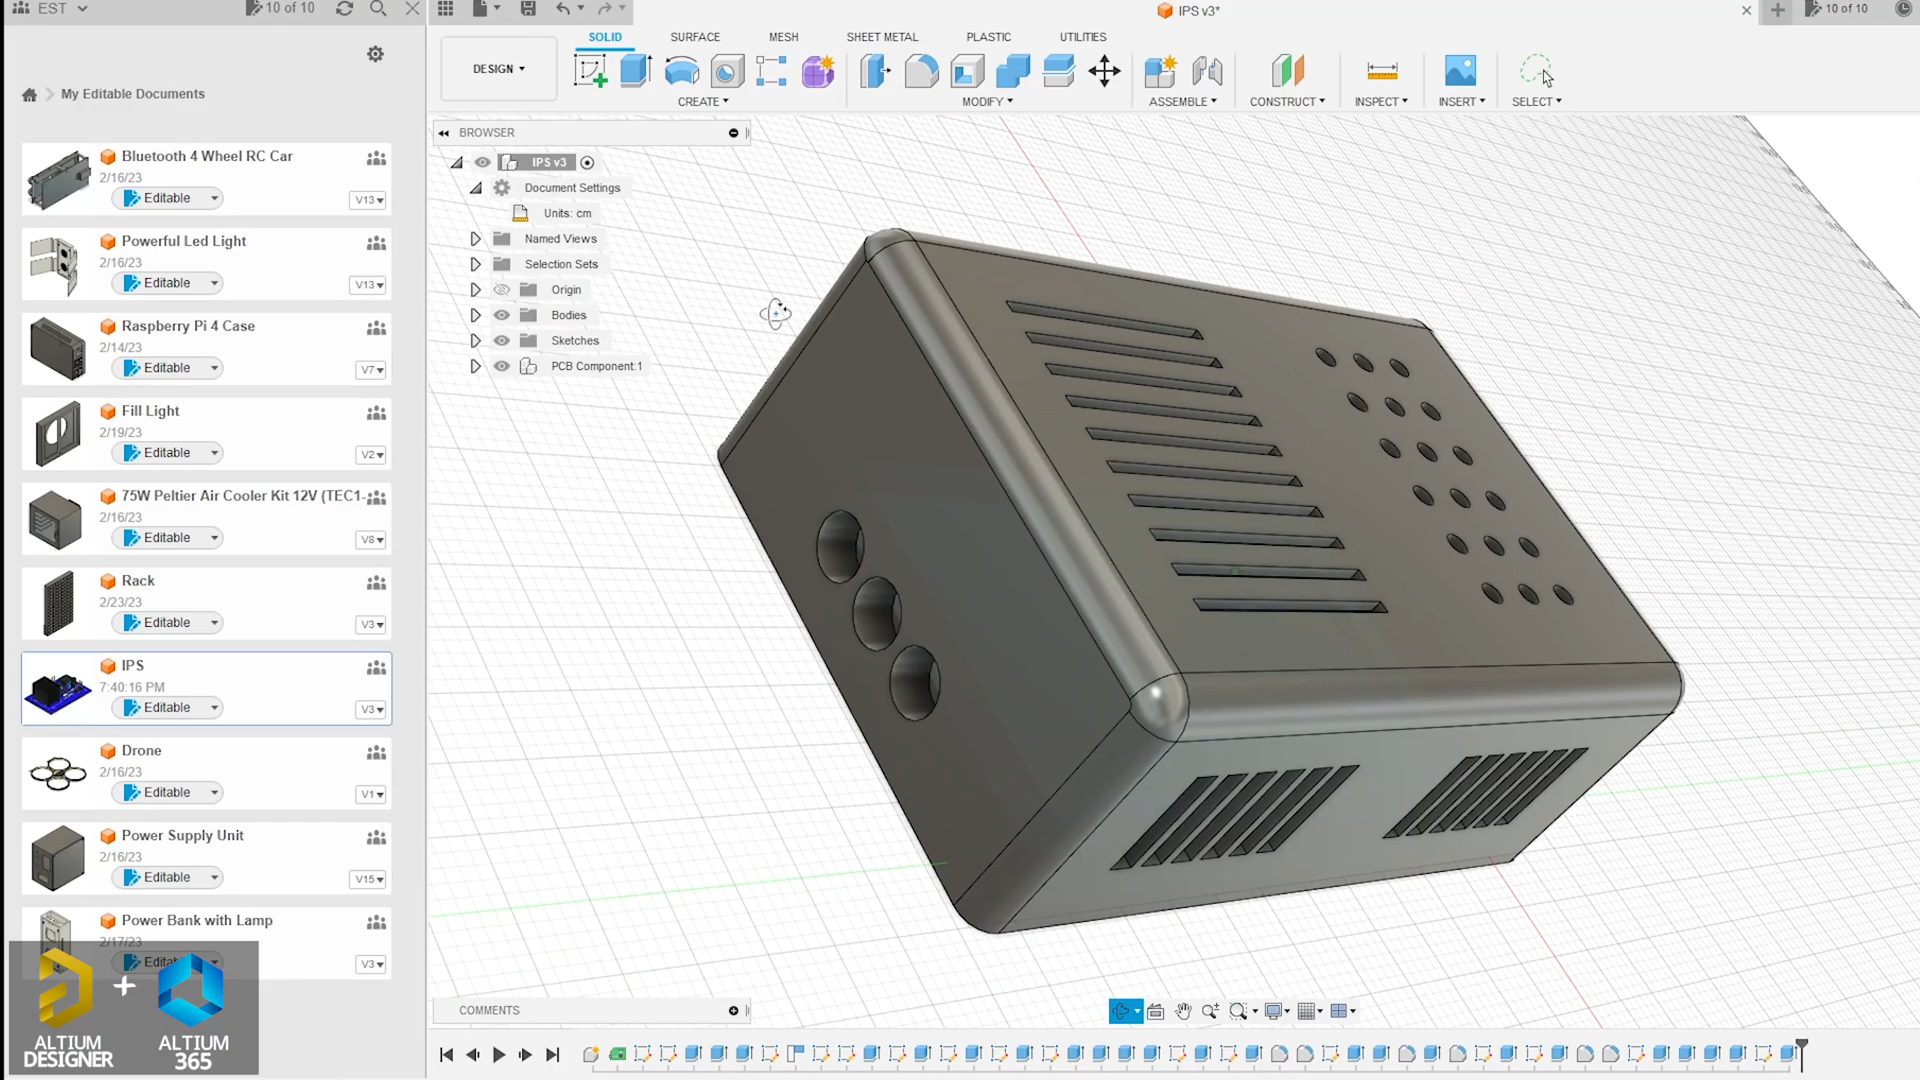 EST
10 of 10
IPS v3*
10 of 10
SOLID
SURFACE
MESH
SHEET METAL
PLASTIC
UTILITIES
DESIGN
CREATE
MODIFY
ASSEMBLE
CONSTRUCT
INSPECT
INSERT
SELECT
My Editable Documents
BROWSER
IPS v3
Document Settings
Units: cm
Named Views
Selection Sets
Origin
Bodies
Sketches
PCB Component:1
Bluetooth 4 Wheel RC Car
2/16/23
Editable
V13
Powerful Led Light
2/16/23
Editable
V13
Raspberry Pi 4 Case
2/14/23
Editable
V7
Fill Light
2/19/23
Editable
V2
75W Peltier Air Cooler Kit 12V (TEC1-
2/16/23
Editable
V8
Rack
2/23/23
Editable
V3
IPS
7:40:16 PM
Editable
V3
Drone
2/16/23
Editable
V1
Power Supply Unit
2/16/23
Editable
V15
Power Bank with Lamp
2/17/23
V3
ALTIUM
DESIGNER
+
ALTIUM
365
COMMENTS